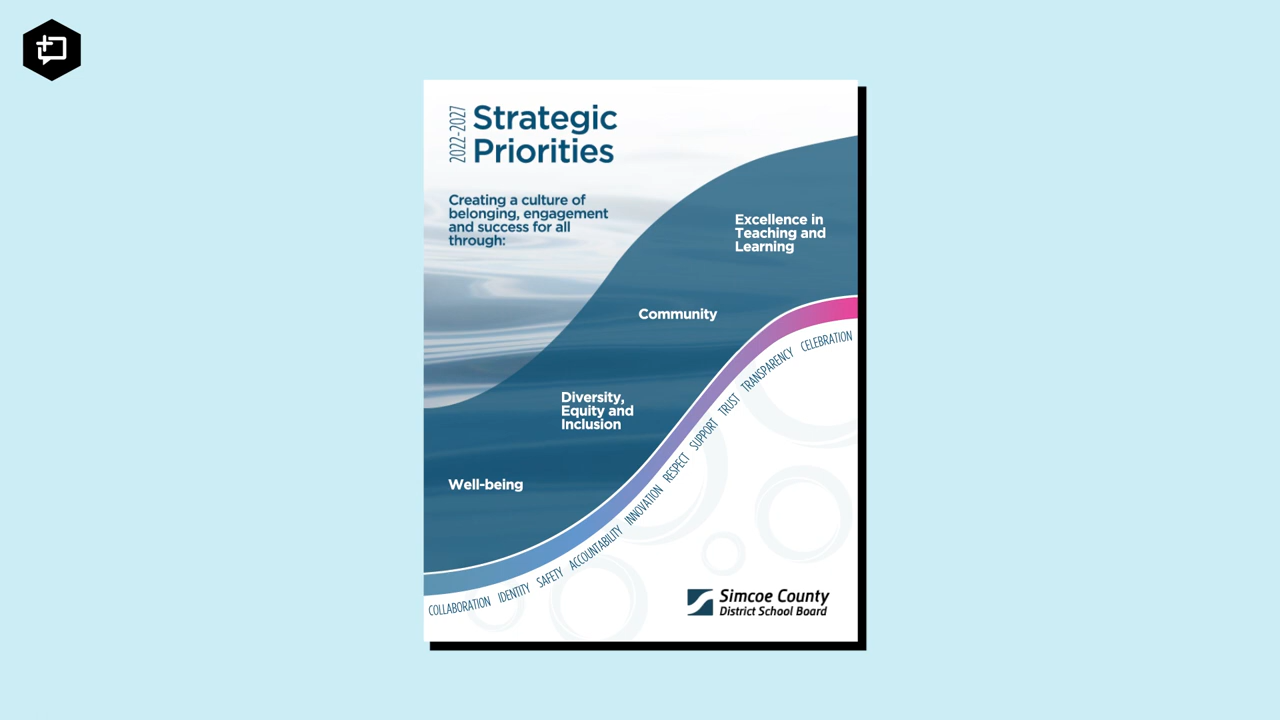 2022-2027
Strategic
Priorities
Creating a culture of
belonging, engagement
and success for all
through:
Excellence in
Teaching and
Learning
Community
Diversity,
Equity and
Inclusion
Well-being
COLLABORATION IDENTITY SAFETY ACCOUNTABILITY INNOVATION RESPECT SUPPORT TRUST TRANSPARENCY CELEBRATION
Simcoe County
District School Board